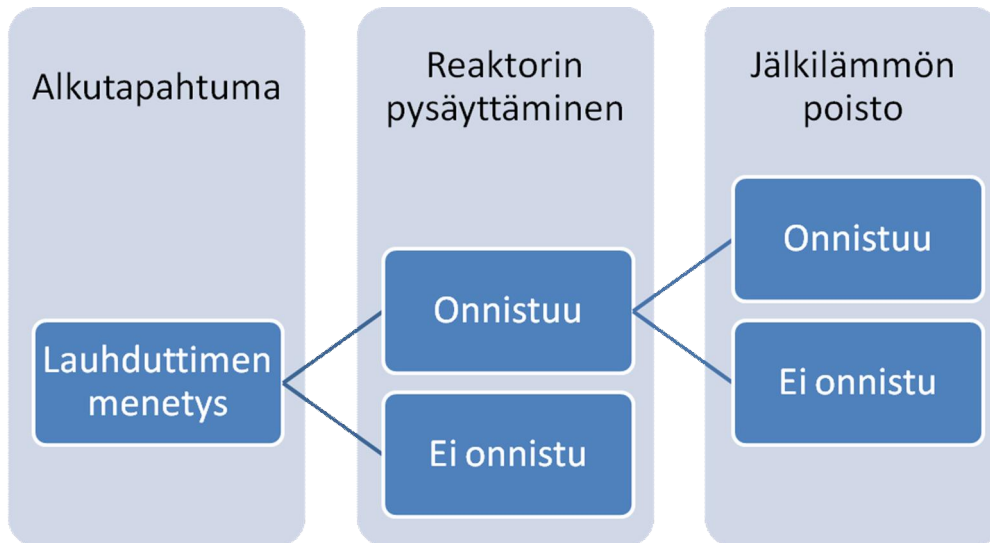 Alkutapahtuma
Reaktorin
pysäyttäminen
Jälkilämmön
poisto
Lauhduttimen
menetys
Onnistuu
Ei onnistu
Onnistuu
Ei onnistu